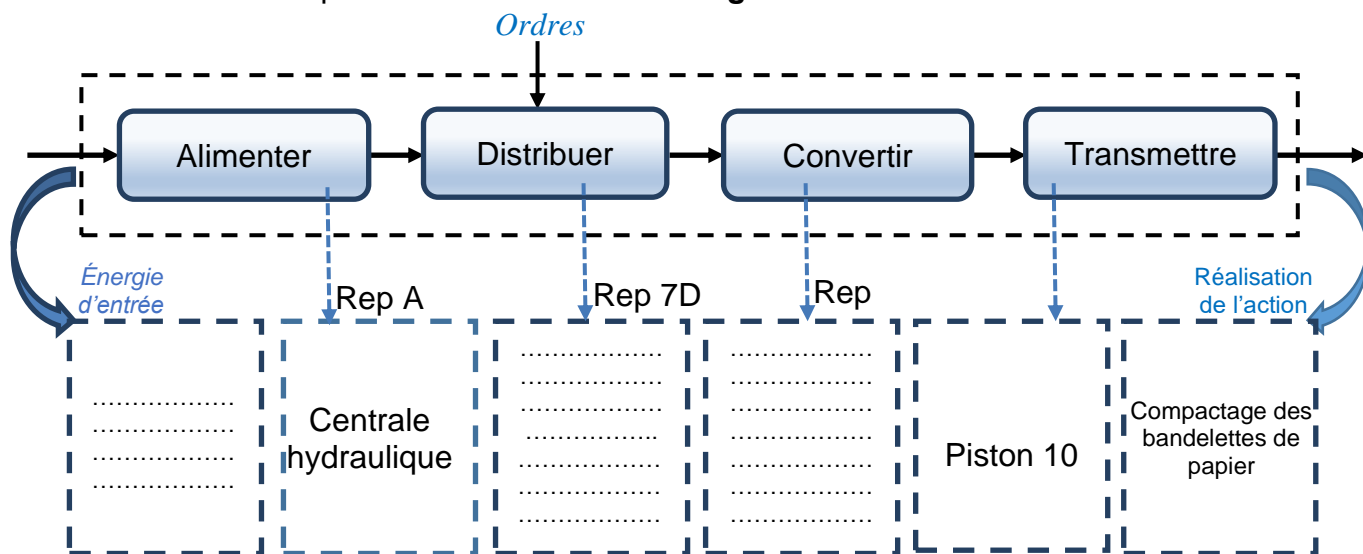 Ordres
Alimenter
Distribuer
Convertir
Transmettre
Énergie
d'entrée
Rep A
Rep 7D
Rep
Réalisation
de l'action
………………
………………
………………
………………
Centrale
hydraulique
………………
………………
………………
……………..
………………
………………
………………
………………
………………
………………
………………
………………
………………
………………
Piston 10
Compactage des
bandelettes de
papier